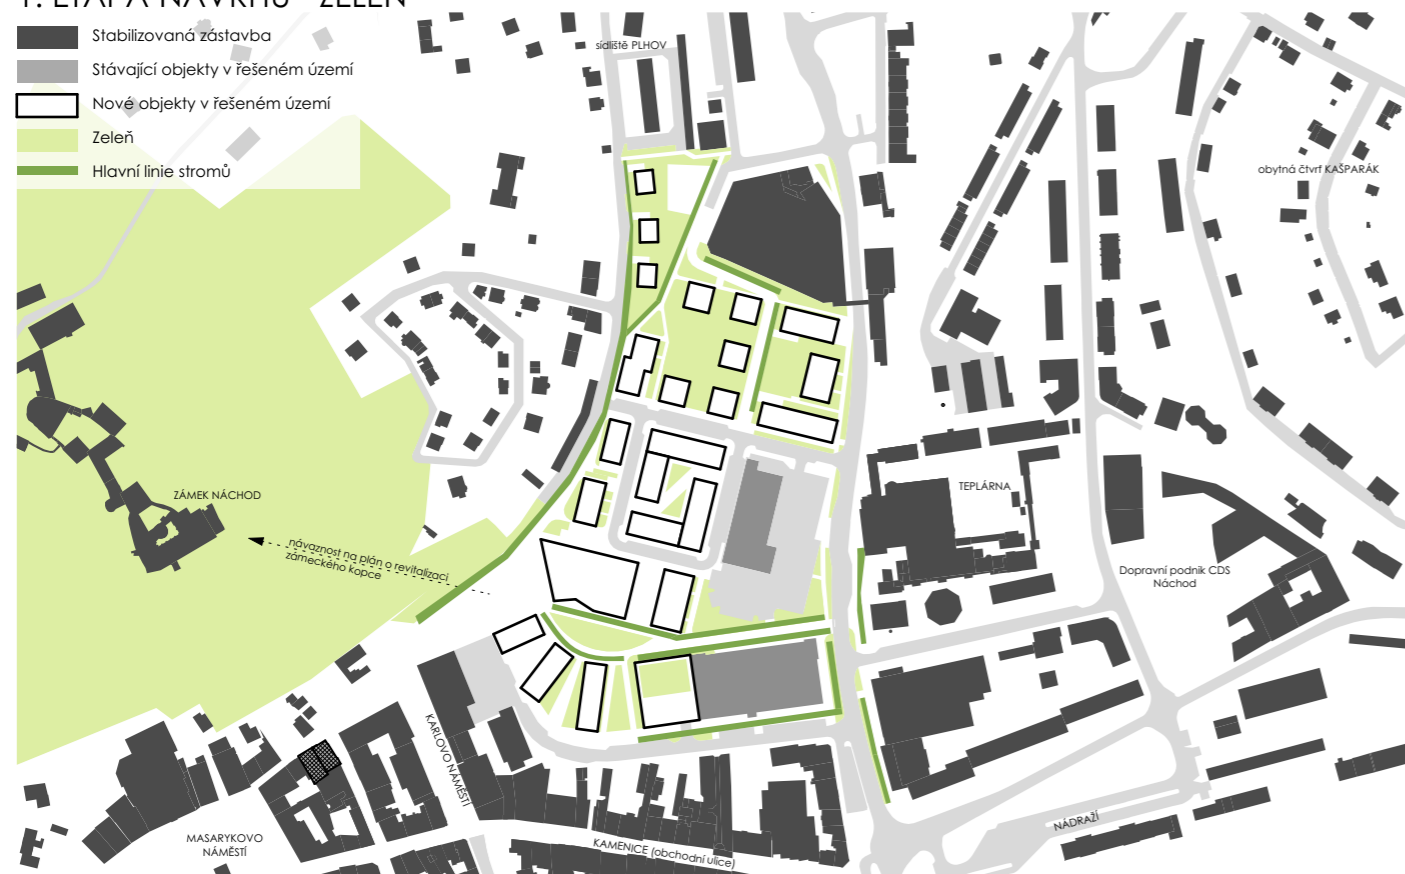 1. ETAPA NÁVRHU - ZELEŇ
Stabilizovaná zástavba
Stávající objekty v řešeném území
Nové objekty v řešeném území
Zeleň
Hlavní linie stromů
sídliště PLHOV
obytná čtvrť KAŠPARÁK
ZÁMEK NÁCHOD
návaznost na plán o revitalizaci
zámeckého kopce
TEPLÁRNA
Dopravní podnik CDS
Náchod
KARLOVO NÁMĚSTÍ
MASARYKOVO
NÁMĚSTÍ
KAMENICE (obchodní ulice)
NÁDRAŽÍ